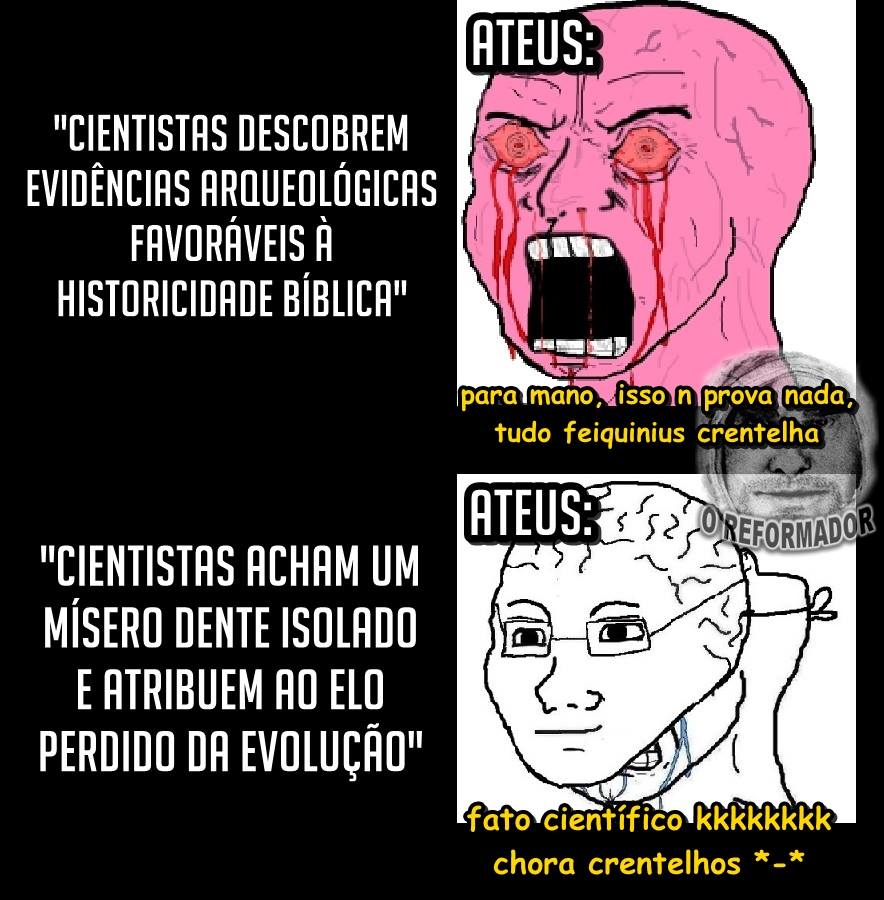 ATEUS:
"CIENTISTAS DESCOBREM
EVIDÊNCIAS ARQUEOLÓGICAS
FAVORÁVEIS À
HISTORICIDADE BÍBLICA"
para mano, isso n prova nada,
tudo feiquinius crentelha
O REFORMADOR
ATEUS:
"CIENTISTAS ACHAM UM
MÍSERO DENTE ISOLADO
E ATRIBUEM AO ELO
PERDIDO DA EVOLUÇÃO"
fato científico kkkkkkkk
chora crentelhos *-*